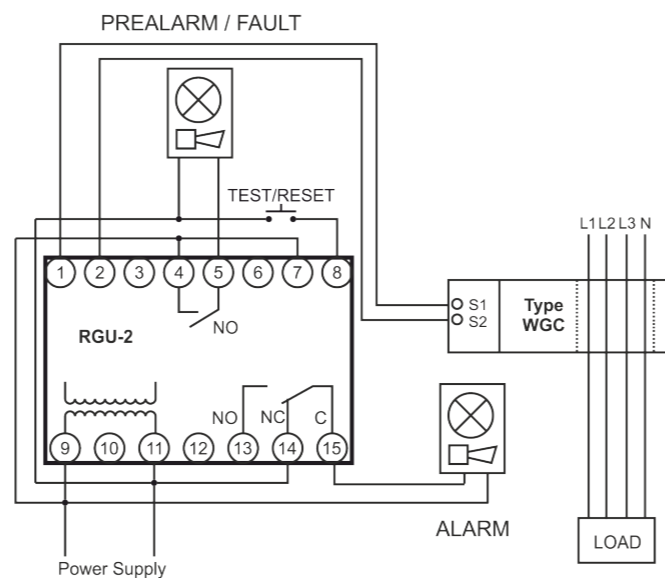 PREALARM / FAULT
TEST/RESET
L1 L2 L3 N
1 2 3 4 5 6 7 8
S1
S2
Type
WGC
NO
RGU-2
NO NC C
9 10 11 12 13 14 15
ALARM
LOAD
Power Supply